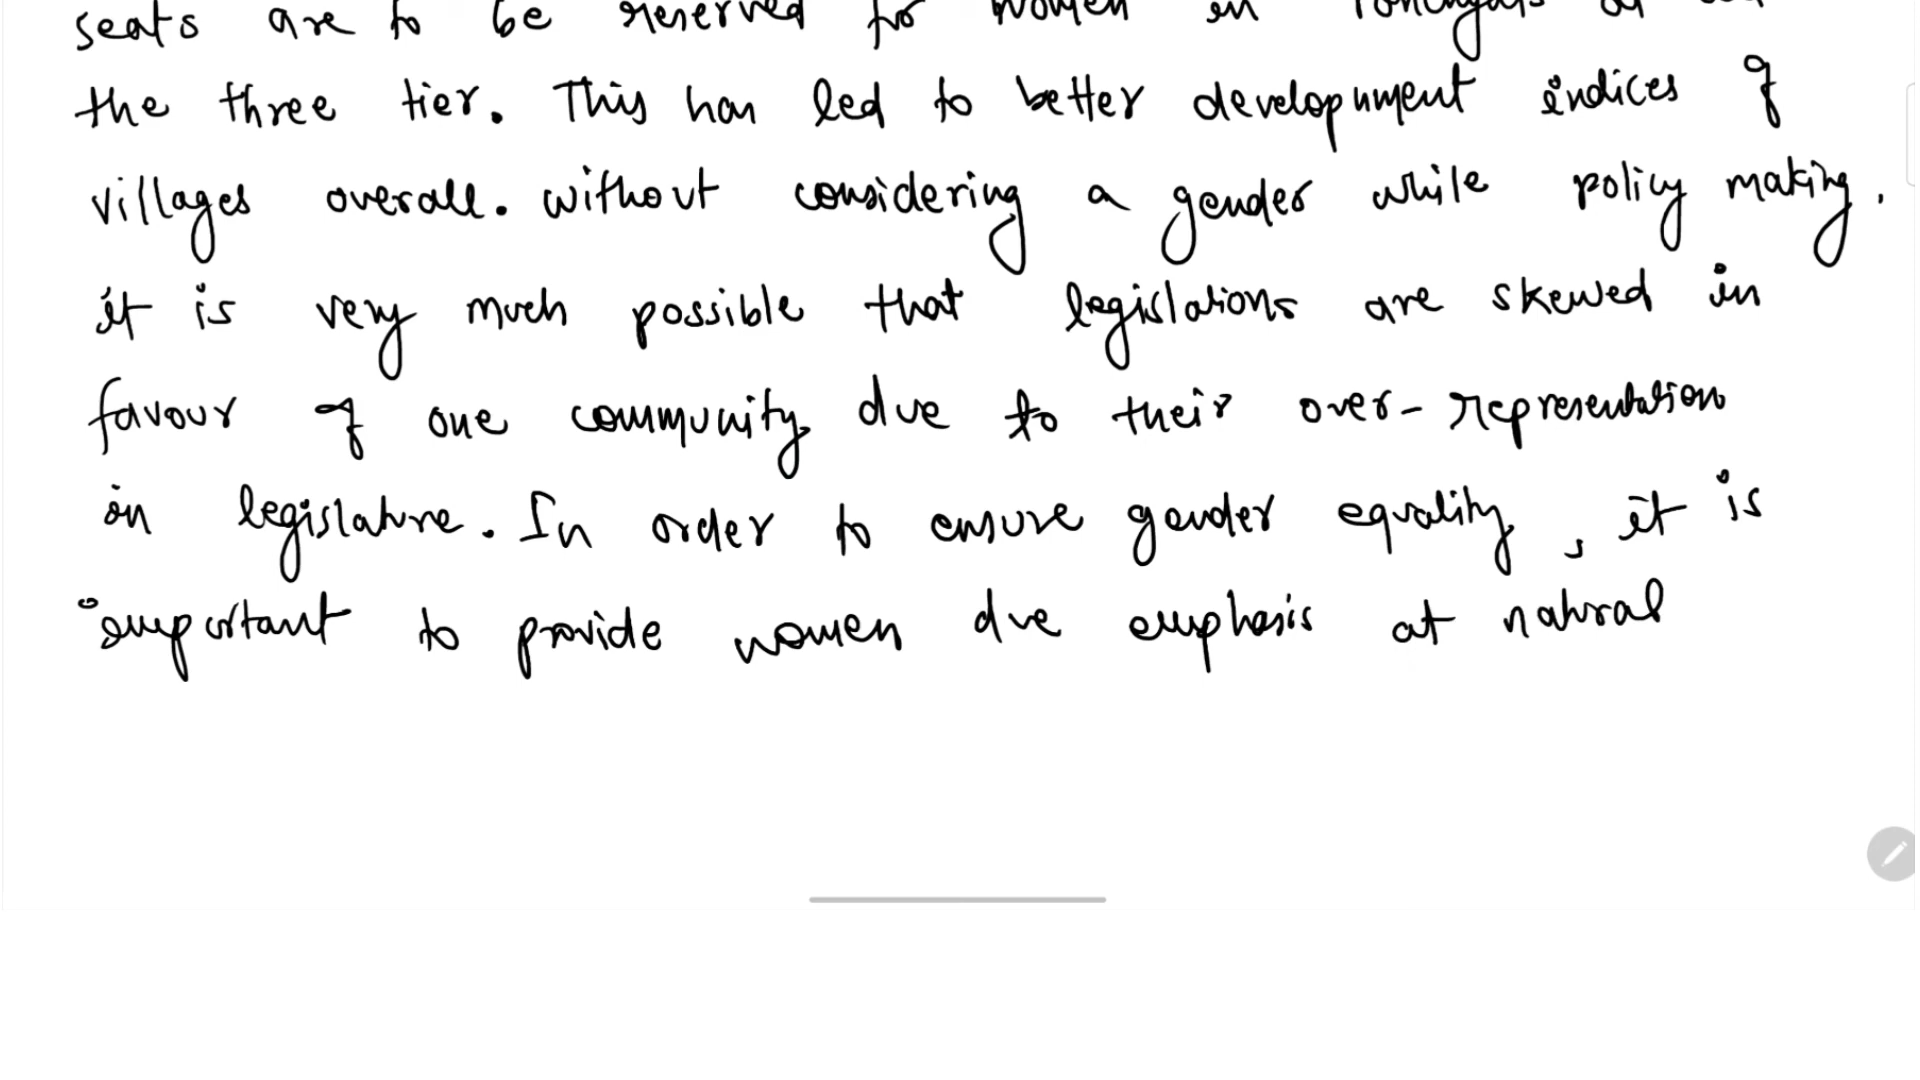 seats are to be reserved for women in
the three tier. This has led to better development indices of
villages overall. without considering a gender while policy making.
it is very much possible that legislations are skewed in
favour of one community due to their over-representation
in legislature. In order to ensure gender equality, it is
important to provide women due emphasis at natural